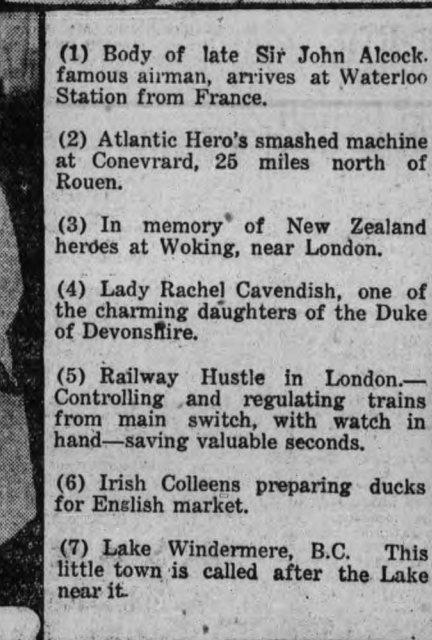 (1) Body of late Sir John Alcock.
famous airman, arrives at Waterloo
Station from France.
(2) Atlantic Hero's smashed machine
at Conevrard, 25 miles north of
Rouen.
(3) In memory of New Zealand
heroes at Woking, near London.
(4) Lady Rachel Cavendish, one of
the charming daughters of the Duke
of Devonshire.
(5) Railway Hustle in London.—
Controlling and regulating trains
from main switch, with watch in
hand—saving valuable seconds.
(6) Irish Colleens preparing ducks
for English market.
(7) Lake Windermere, B.C. This
little town is called after the Lake
near it.